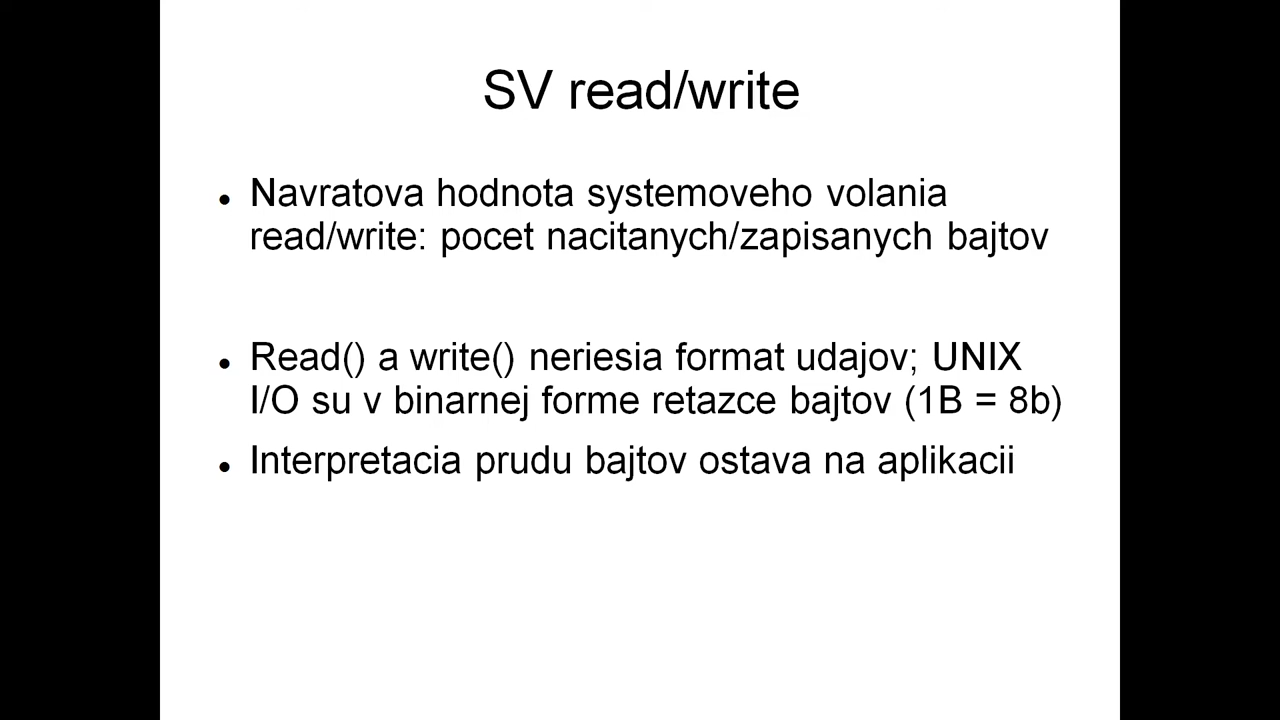 SV read/write
Navratova hodnota systemoveho volania
read/write: pocet nacitanych/zapisanych bajtov
Read() a write() neriesia format udajov; UNIX
I/O su v binarnej forme retazce bajtov (1B = 8b)
Interpretacia prudu bajtov ostava na aplikacii